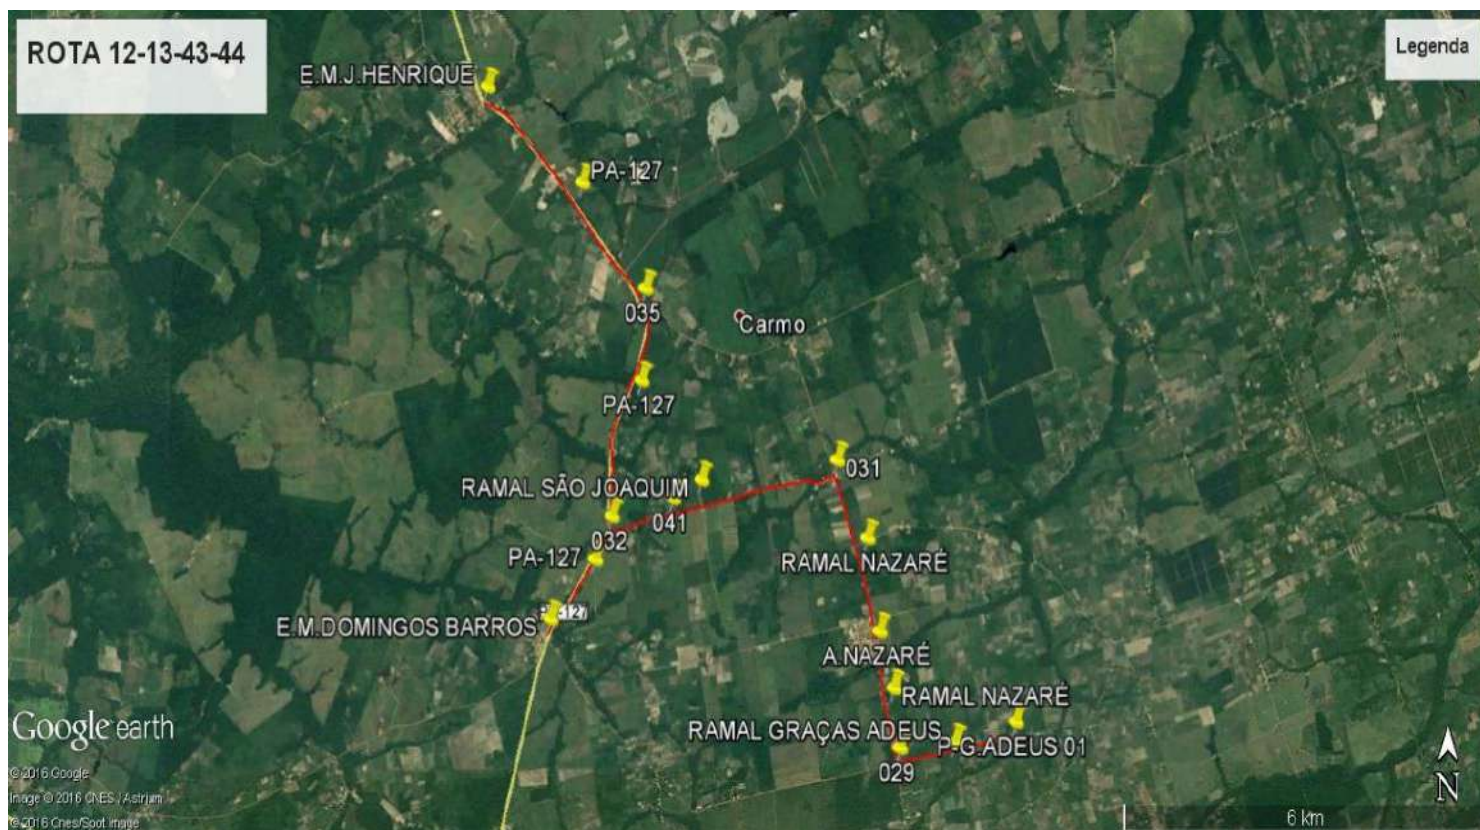 ROTA 12-13-43-44
Legenda
E.M.J.HENRIQUE
PA-127
035
Carmo
PA-127
031
RAMAL SÃO JOAQUIM
041
032
PA-127
RAMAL NAZARÉ
127
E.M.DOMINGOS BARROS
A.NAZARÉ
RAMAL NAZARÉ
RAMAL GRAÇAS ADEUS
P-G.ADEUS 01
029
Google earth
© 2016 Google
Image © 2016 CNES / Astrium
© 2016 Cnes/Spot Image
6 km
N